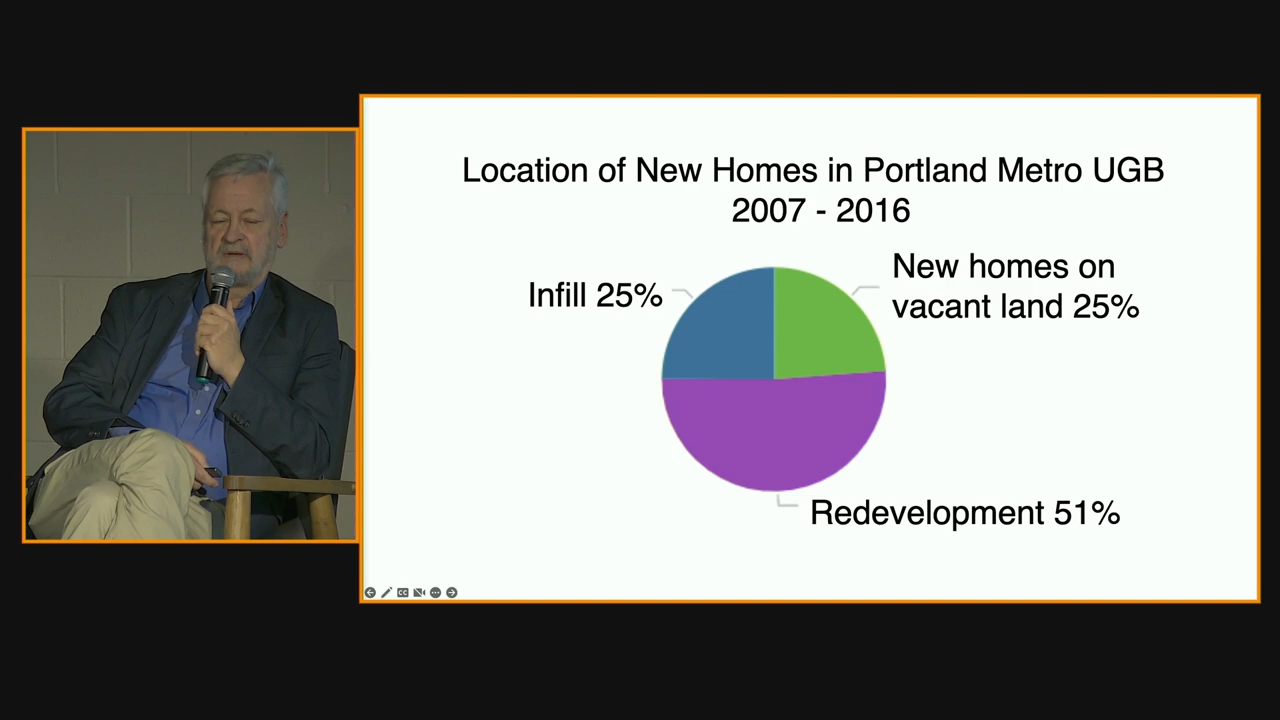 Location of New Homes in Portland Metro UGB
2007 - 2016
Infill 25%
New homes on
vacant land 25%
Redevelopment 51%
CC